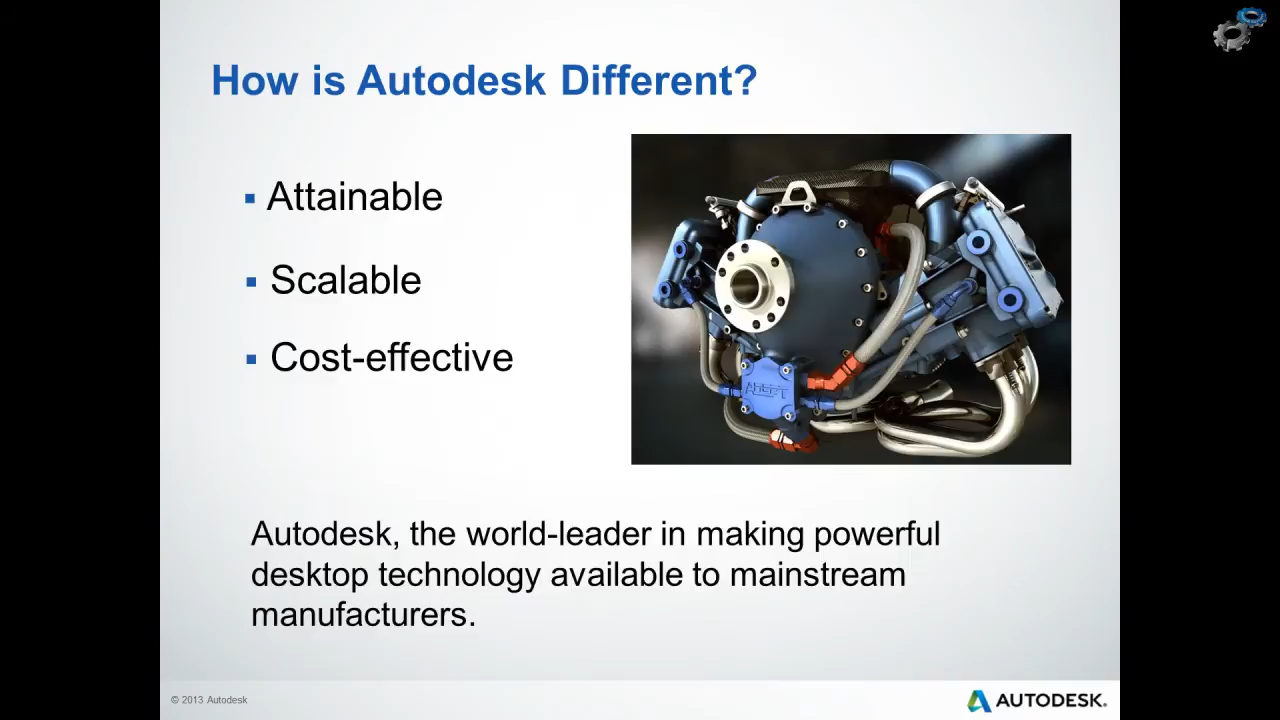 How is Autodesk Different?
▪ Attainable
▪ Scalable
▪ Cost-effective
Autodesk, the world-leader in making powerful
desktop technology available to mainstream
manufacturers.
© 2013 Autodesk
AUTODESK.